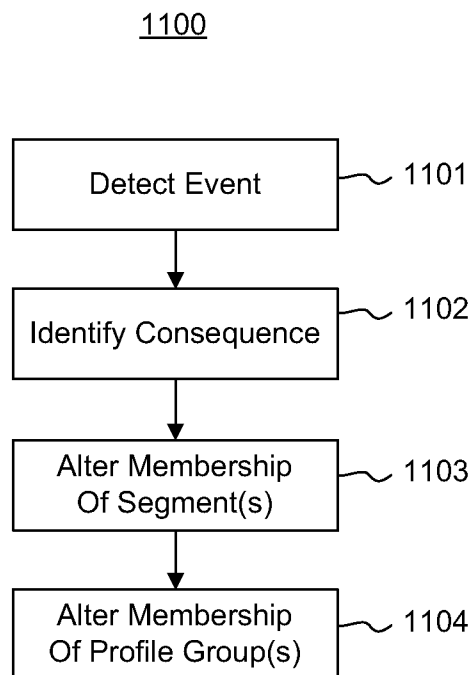 1100
Detect Event
1101
Identify Consequence
1102
Alter Membership
Of Segment(s)
1103
Alter Membership
Of Profile Group(s)
1104